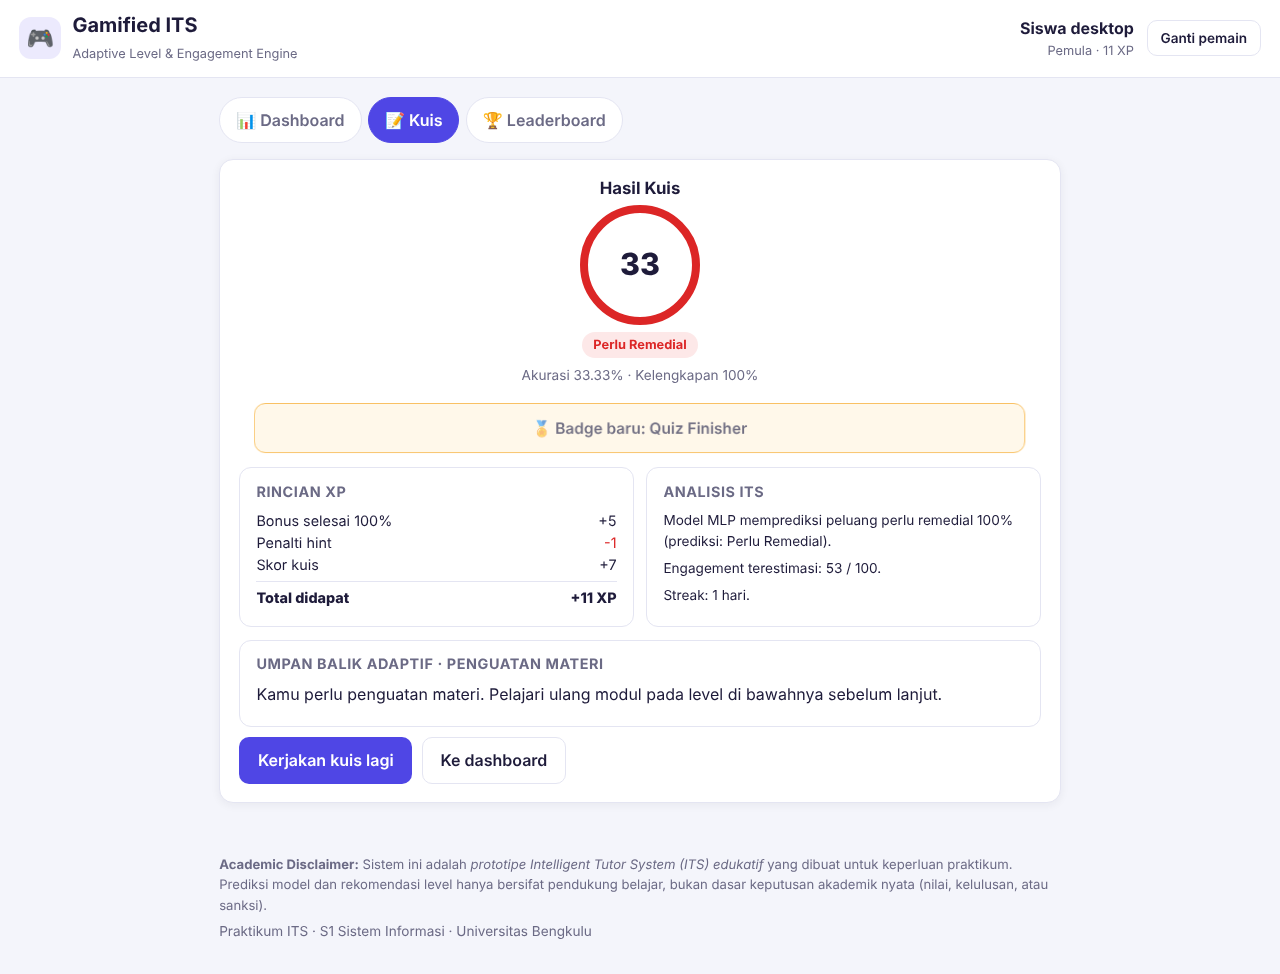 Gamified ITS
Adaptive Level & Engagement Engine
Siswa desktop
Pemula · 11 XP
Ganti pemain
Dashboard
Kuis
Leaderboard
Hasil Kuis
33
Perlu Remedial
Akurasi 33.33% · Kelengkapan 100%
Badge baru: Quiz Finisher
RINCIAN XP
Bonus selesai 100% +5
Penalti hint -1
Skor kuis +7
Total didapat +11 XP
ANALISIS ITS
Model MLP memprediksi peluang perlu remedial 100%
(prediksi: Perlu Remedial).
Engagement terestimasi: 53 / 100.
Streak: 1 hari.
UMPAN BALIK ADAPTIF · PENGUATAN MATERI
Kamu perlu penguatan materi. Pelajari ulang modul pada level di bawahnya sebelum lanjut.
Kerjakan kuis lagi
Ke dashboard
Academic Disclaimer: Sistem ini adalah prototipe Intelligent Tutor System (ITS) edukatif yang dibuat untuk keperluan praktikum.
Prediksi model dan rekomendasi level hanya bersifat pendukung belajar, bukan dasar keputusan akademik nyata (nilai, kelulusan, atau
sanksi).
Praktikum ITS · S1 Sistem Informasi · Universitas Bengkulu